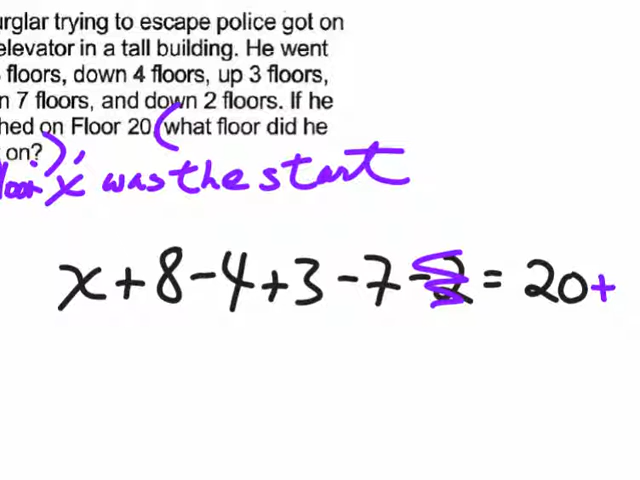 rglar trying to escape police got on
elevator in a tall building. He went
floors, down 4 floors, up 3 floors,
n 7 floors, and down 2 floors. If he
hed on Floor 20, what floor did he
on?
loor 'x' was the start
x+8-4+3-7-2=20+